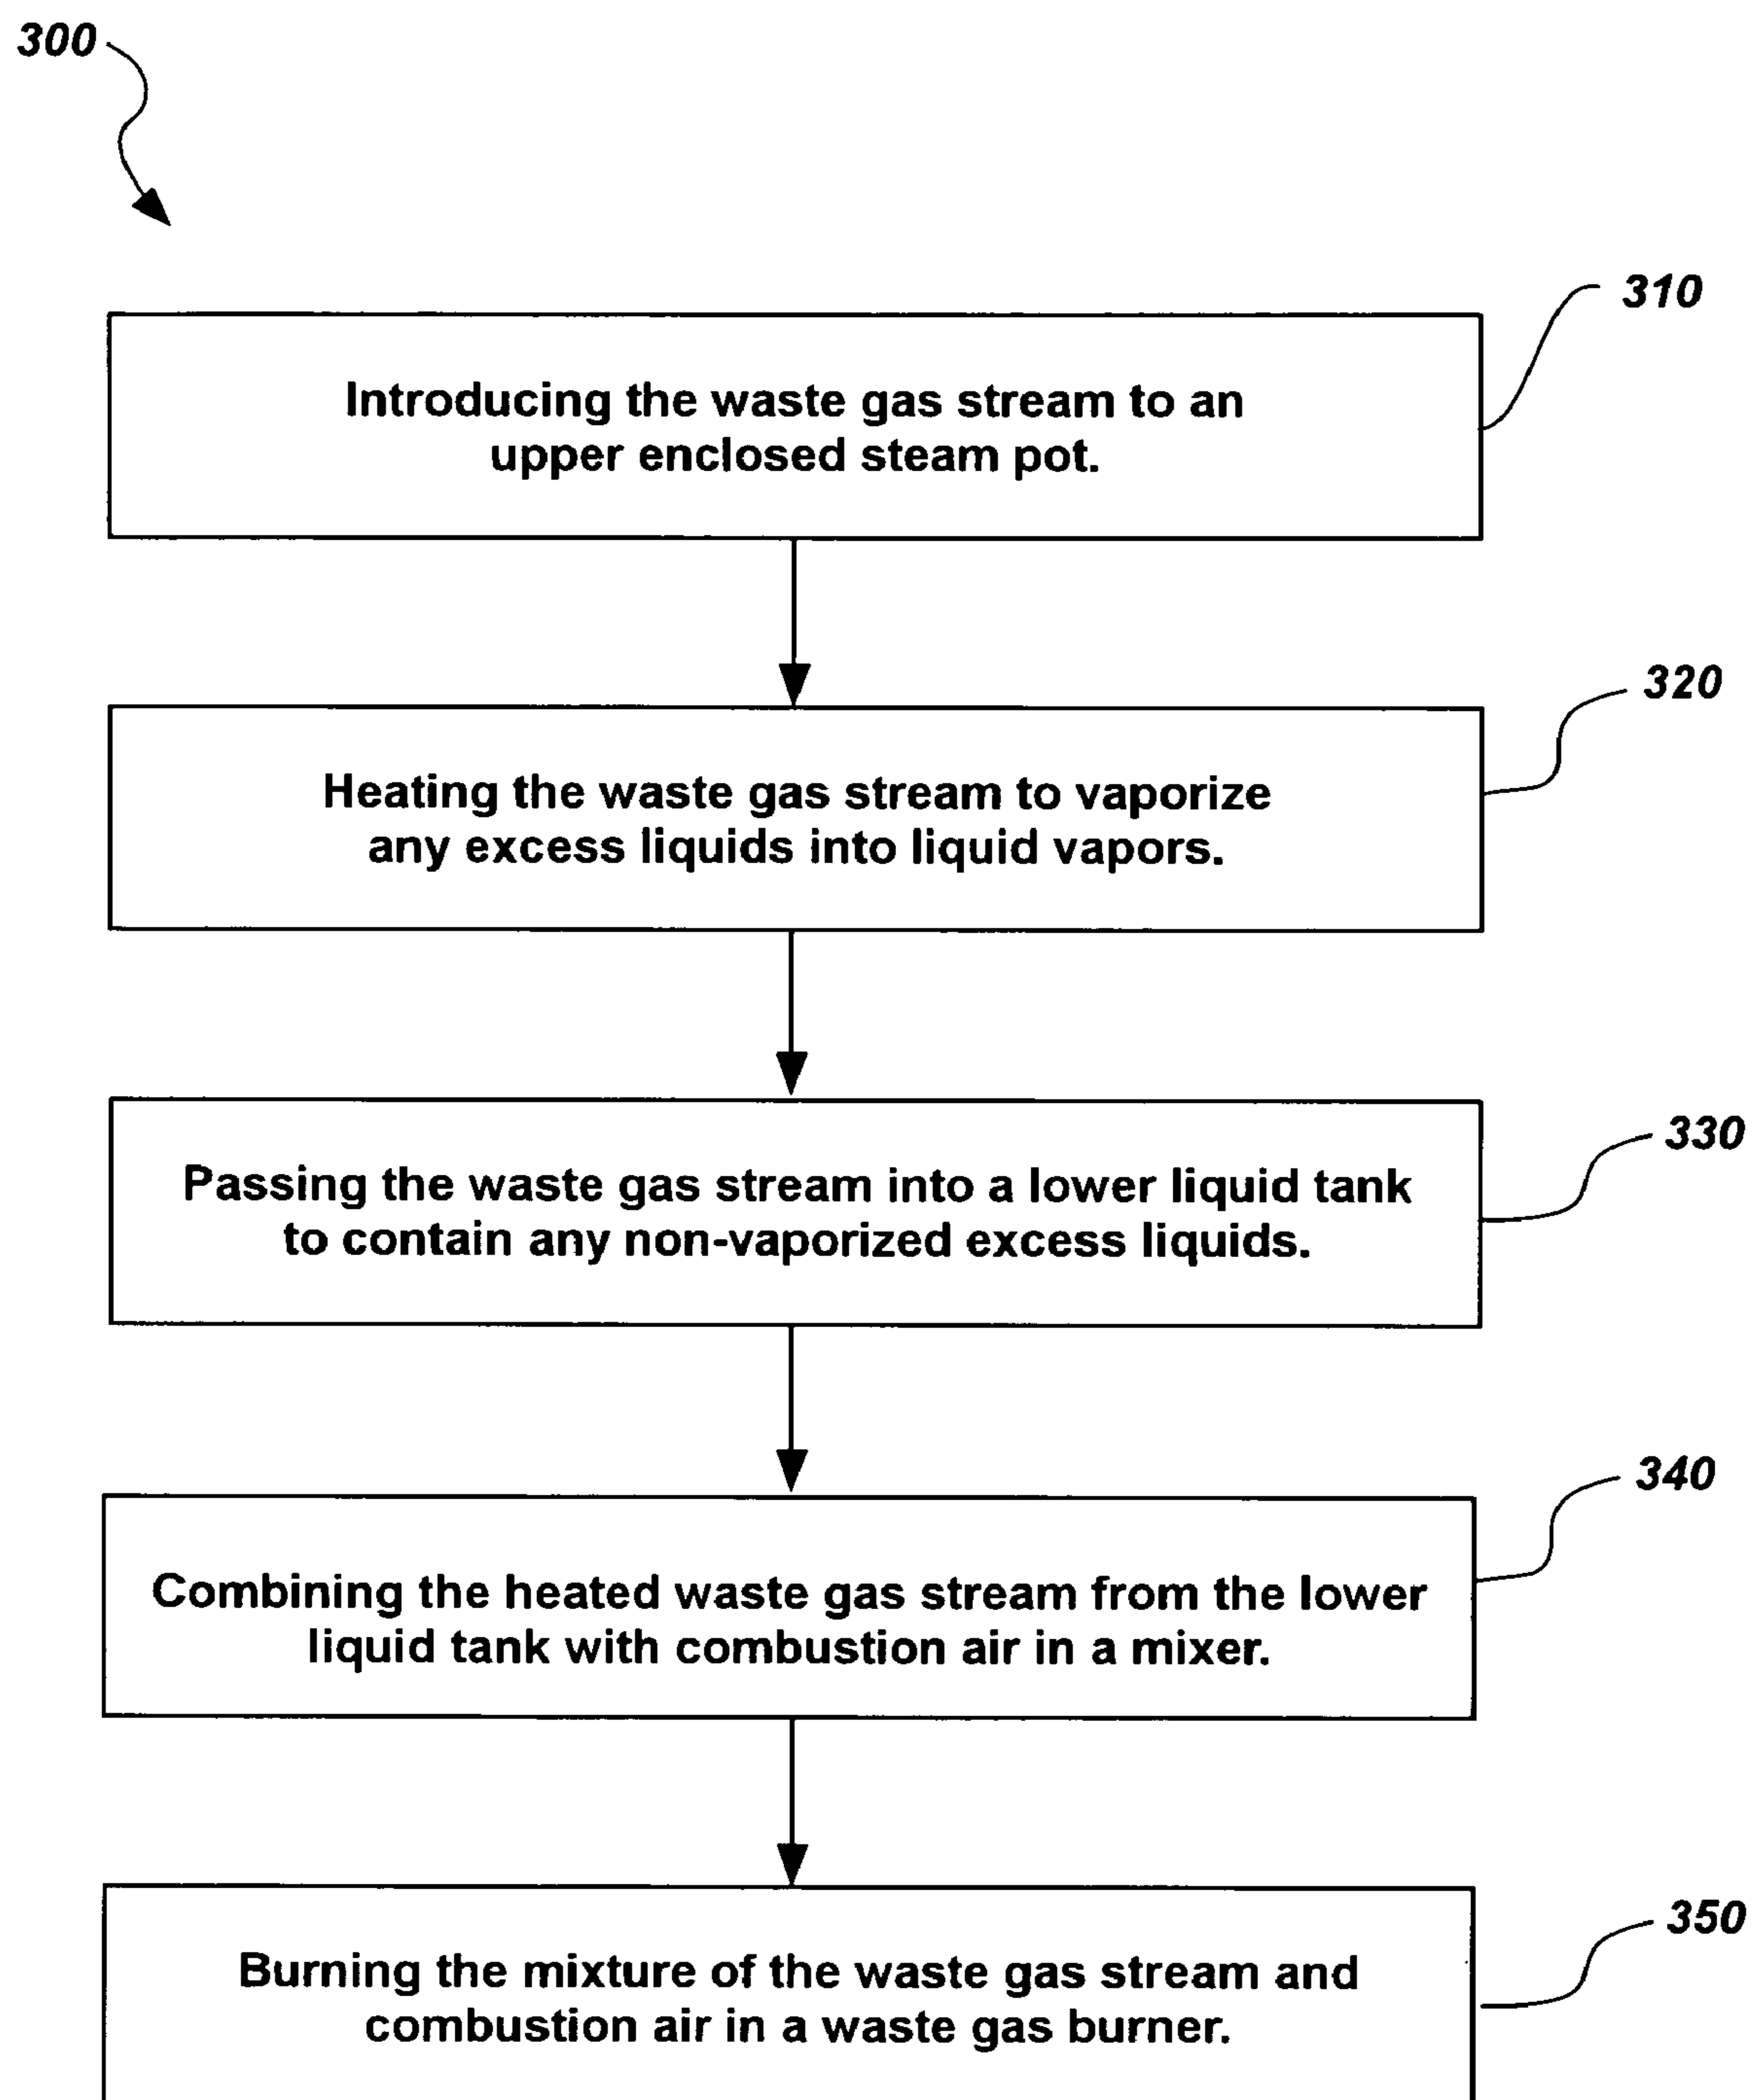 300
310
Introducing the waste gas stream to an
upper enclosed steam pot.
320
Heating the waste gas stream to vaporize
any excess liquids into liquid vapors.
330
Passing the waste gas stream into a lower liquid tank
to contain any non-vaporized excess liquids.
340
Combining the heated waste gas stream from the lower
liquid tank with combustion air in a mixer.
350
Burning the mixture of the waste gas stream and
combustion air in a waste gas burner.